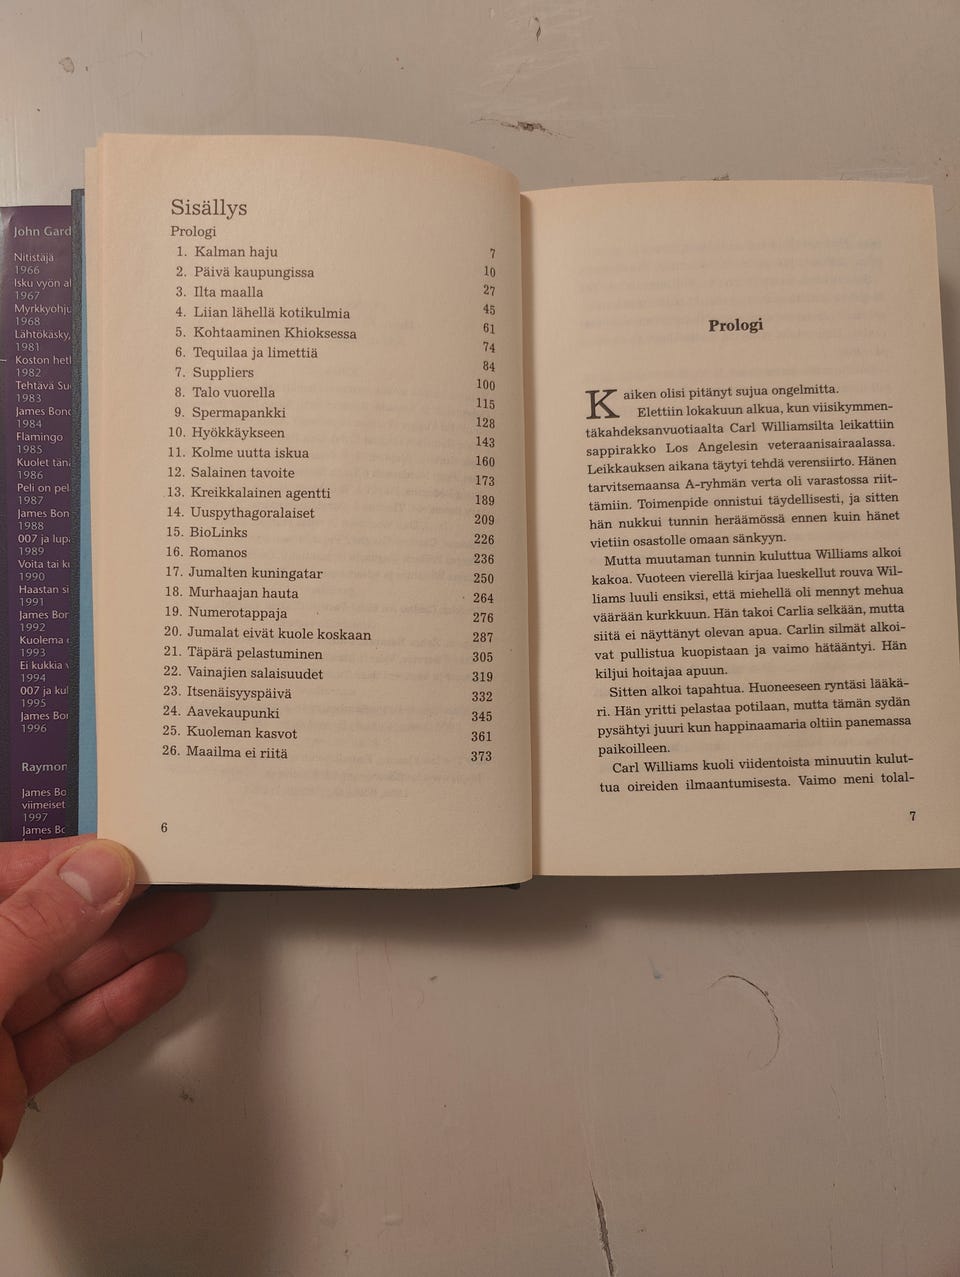 John Gard
Nitistäjä
1966
Isku vyön al
1967
Myrkkyohju
1968
Lähtökäsky,
1981
Koston hetl
1982
Tehtävä Su
1983
James Bonc
1984
Flamingo
1985
Kuolet tän
1986
Peli on pel
1987
James Bon
1988
007 ja lup
1989
Voita tai k
1990
Haastan si
1991
James Bor
1992
Kuolema
1993
Ei kukkia
1994
007 ja kul
1995
James Bor
1996
Raymon
James Bo
viimeiset
1997
James Bc
Sisällys
Prologi 7
1. Kalman haju 10
2. Päivä kaupungissa 27
3. Ilta maalla 45
4. Liian lähellä kotikulmia 61
5. Kohtaaminen Khioksessa 74
6. Tequilaa ja limettiä 84
7. Suppliers 100
8. Talo vuorella 115
9. Spermapankki 128
10. Hyökkäykseen 143
11. Kolme uutta iskua 160
12. Salainen tavoite 173
13. Kreikkalainen agentti 189
14. Uuspythagoralaiset 209
15. BioLinks 226
16. Romanos 236
17. Jumalten kuningatar 250
18. Murhaajan hauta 264
19. Numerotappaja 276
20. Jumalat eivät kuole koskaan 287
21. Täpärä pelastuminen 305
22. Vainajien salaisuudet 319
23. Itsenäisyyspäivä 332
24. Aavekaupunki 345
25. Kuoleman kasvot 361
26. Maailma ei riitä 373
6
Prologi
Kaiken olisi pitänyt sujua ongelmitta.
Elettiin lokakuun alkua, kun viisikymmen-
täkahdeksanvuotiaalta Carl Williamsilta leikattiin
sappirakko Los Angelesin veteraanisairaalassa.
Leikkauksen aikana täytyi tehdä verensiirto. Hänen
tarvitsemaansa A-ryhmän verta oli varastossa riit-
tämiin. Toimenpide onnistui täydellisesti, ja sitten
hän nukkui tunnin heräämössä ennen kuin hänet
vietiin osastolle omaan sänkyyn.
Mutta muutaman tunnin kuluttua Williams alkoi
kakoa. Vuoteen vierellä kirjaa lueskellut rouva Wil-
liams luuli ensiksi, että miehellä oli mennyt mehua
väärään kurkkuun. Hän takoi Carlia selkään, mutta
siitä ei näyttänyt olevan apua. Carlin silmät alkoi-
vat pullistua kuopistaan ja vaimo hätääntyi. Hän
kiljui hoitajaa apuun.
Sitten alkoi tapahtua. Huoneeseen ryntäsi lääkä-
ri. Hän yritti pelastaa potilaan, mutta tämän sydän
pysähtyi juuri kun happinaamaria oltiin panemassa
paikoilleen.
Carl Williams kuoli viidentoista minuutin kulut-
tua oireiden ilmaantumisesta. Vaimo meni tolal-
7